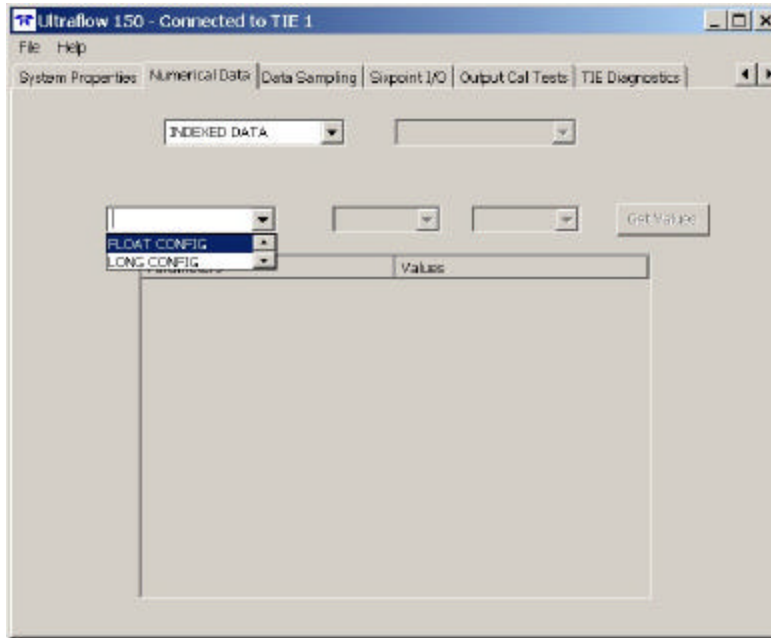 Ultraflow 150 - Connected to TIE 1
File Help
System Properties Numerical Data Data Sampling Sixpoint I/O Output Cal Tests TIE Diagnostics
INDEXED DATA
Get Values
FLOAT CONFIG
LONG CONFIG
Parameters Values